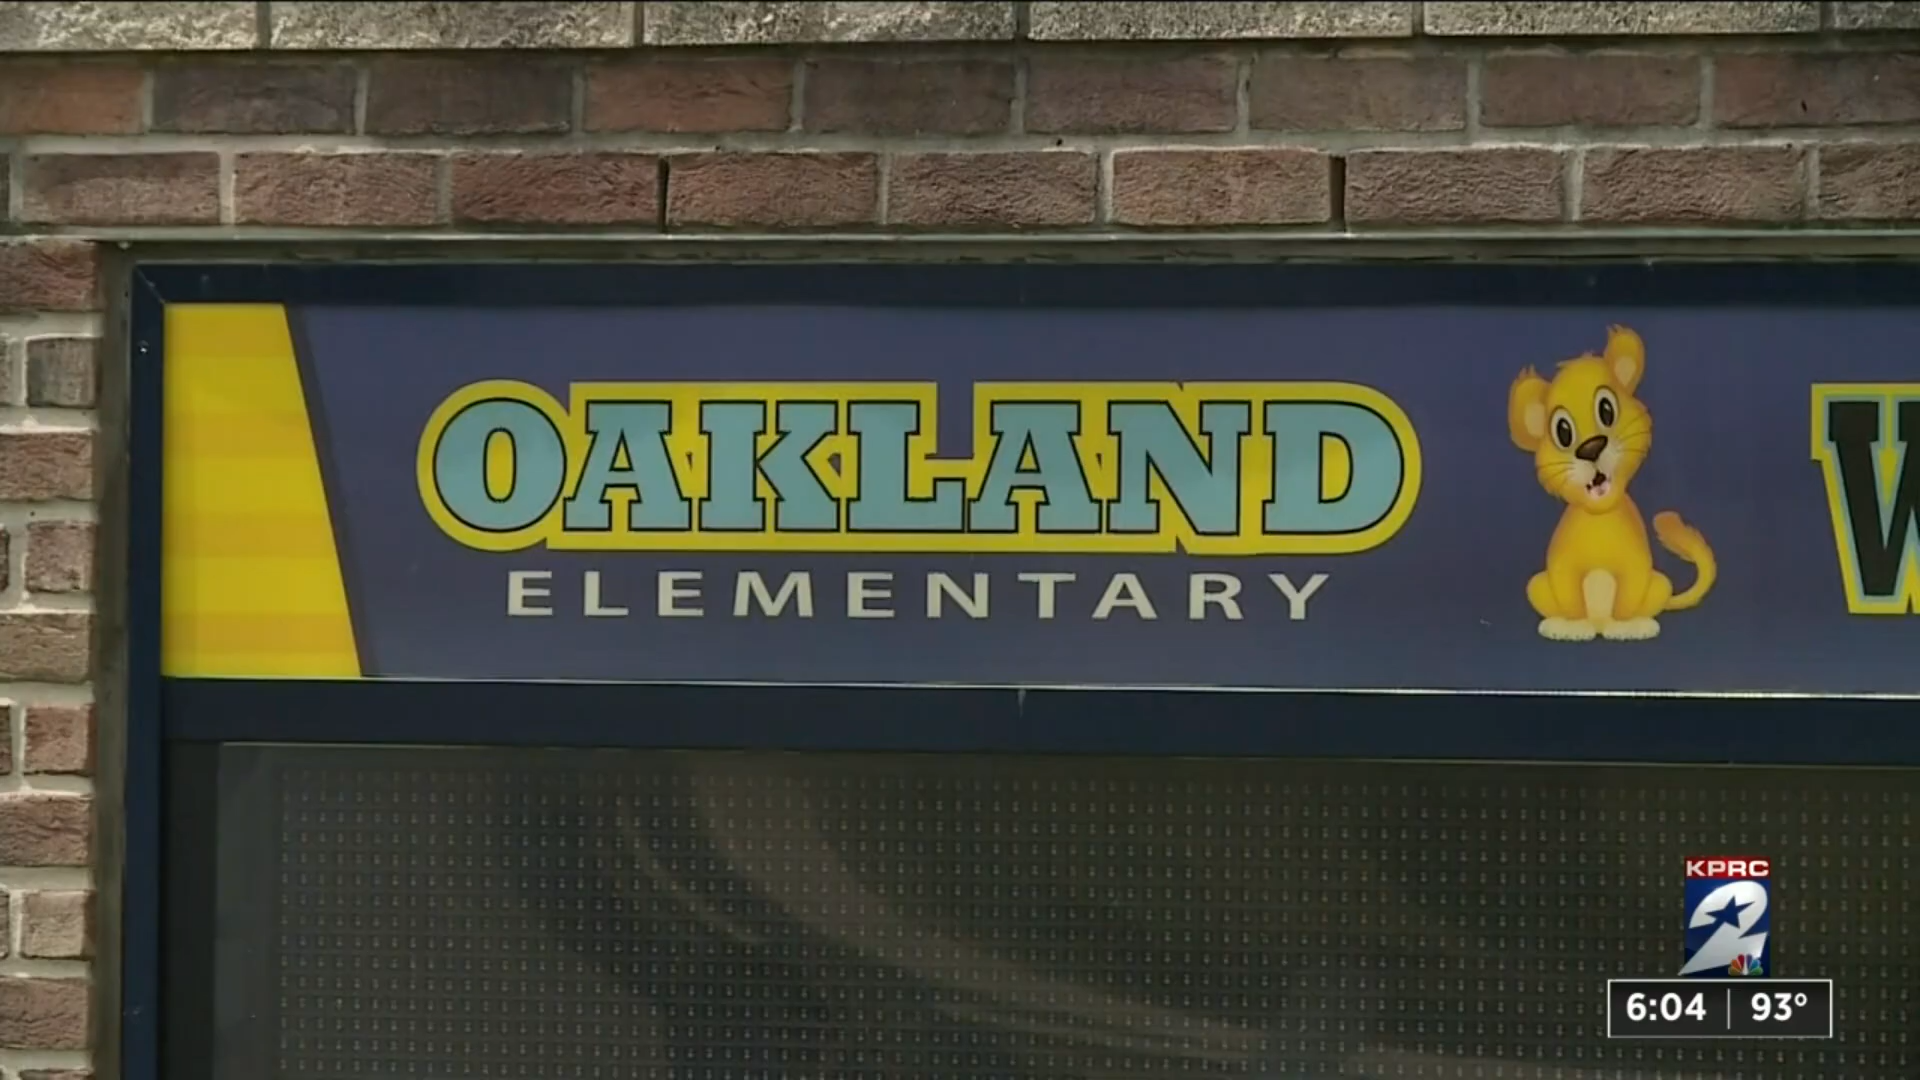 OAKLAND
ELEMENTARY
W
KPRC
2
6:04 | 93°